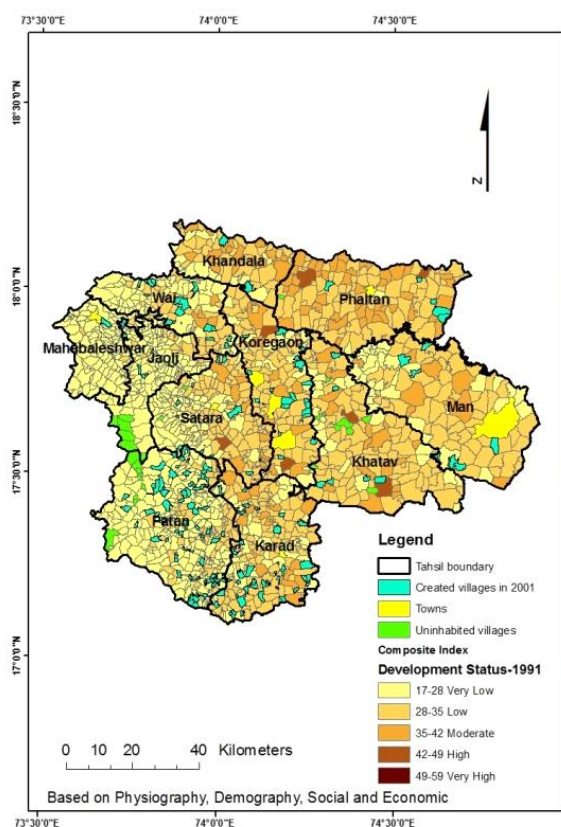 73°30'0"E 74°0'0"E 74°30'0"E
18°30'0"N
18°0'0"N
17°30'0"N
17°0'0"N
N
Khandala
Phaltan
Wai
Mahabaleshwar
Koregaon
Jaoli
Man
Satara
Khatav
Patan
Karad
Legend
Tahsil boundary
Created villages in 2001
Towns
Uninhabited villages
Composite Index
Development Status-1991
17-28 Very Low
28-35 Low
35-42 Moderate
42-49 High
49-59 Very High
0 10 20 40 Kilometers
Based on Physiography, Demography, Social and Economic
73°30'0"E 74°0'0"E 74°30'0"E